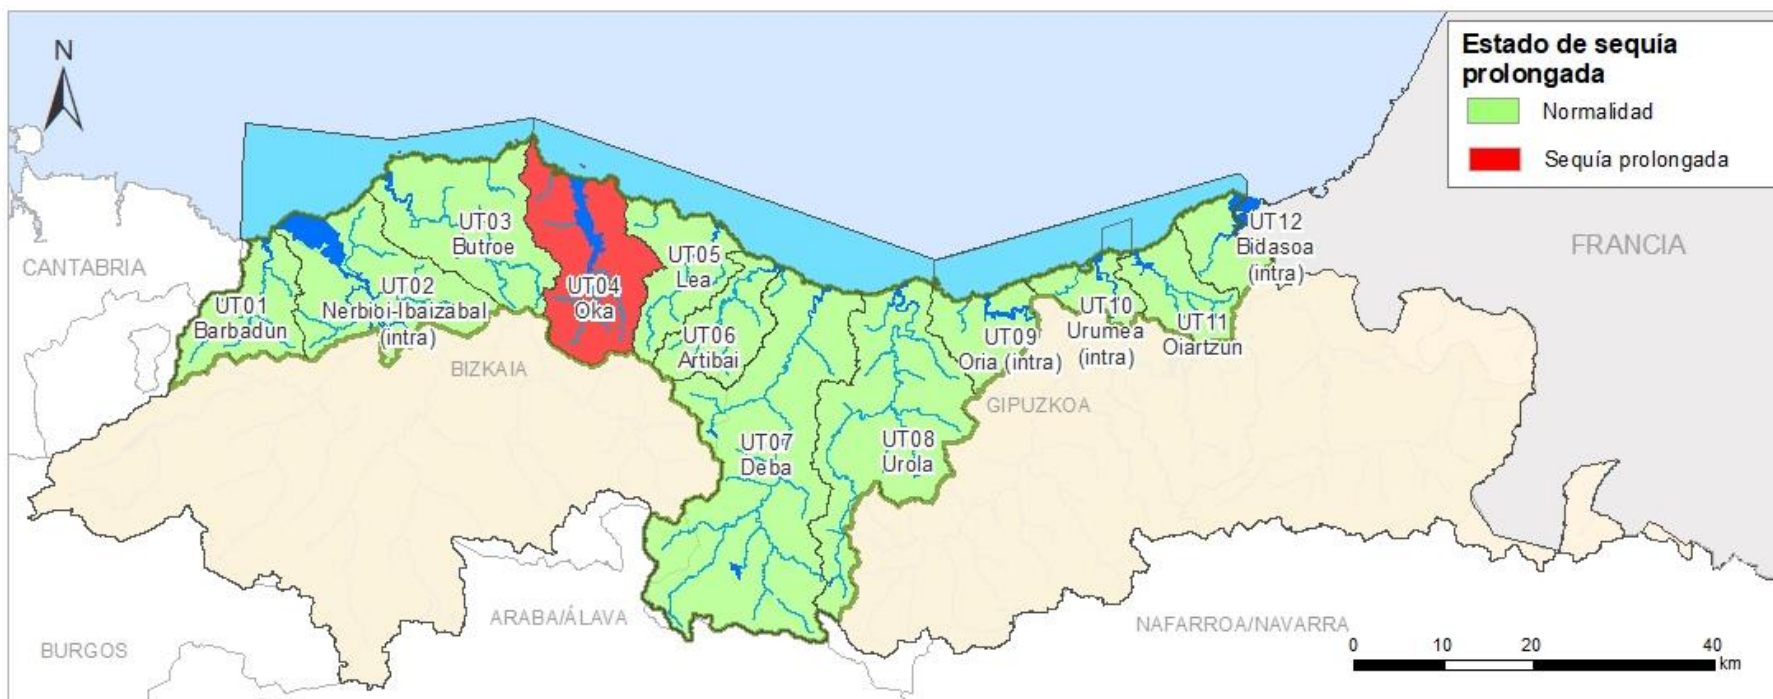 N
Estado de sequía
prolongada
Normalidad
Sequía prolongada
CANTABRIA
FRANCIA
UT01
Barbadun
UT02
Nerbioi-Ibaizabal
(intra)
UT03
Butroe
UT04
Oka
UT05
Lea
UT06
Artibai
UT07
Deba
UT08
Urola
UT09
Oria (intra)
UT10
Urumea
(intra)
UT11
Oiartzun
UT12
Bidasoa
(intra)
BIZKAIA
GIPUZKOA
ARABA/ÁLAVA
NAFARROA/NAVARRA
BURGOS
0 10 20 40
km